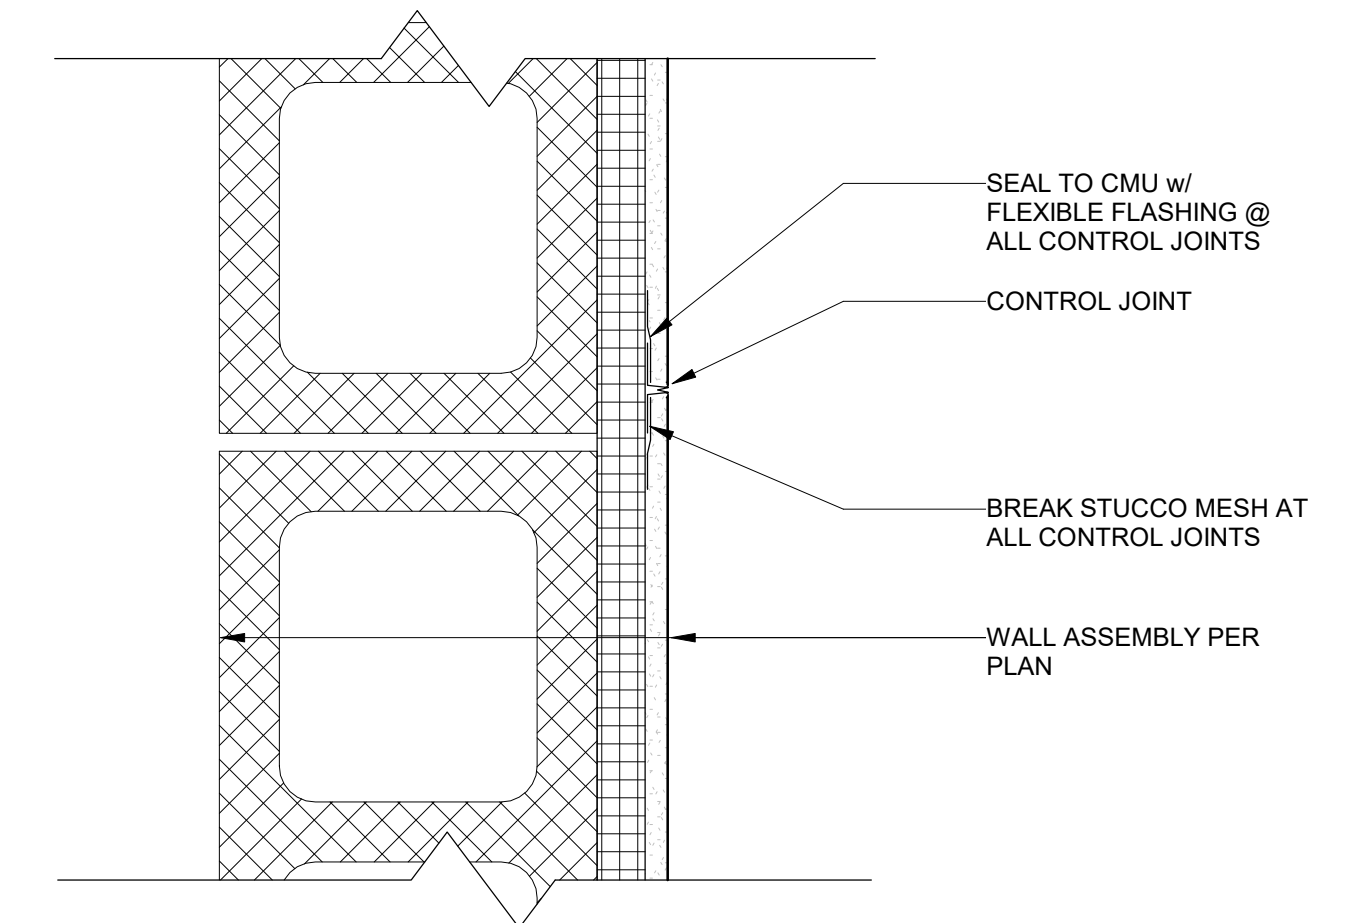 SEAL TO CMU w/
FLEXIBLE FLASHING @
ALL CONTROL JOINTS
CONTROL JOINT
BREAK STUCCO MESH AT
ALL CONTROL JOINTS
WALL ASSEMBLY PER
PLAN